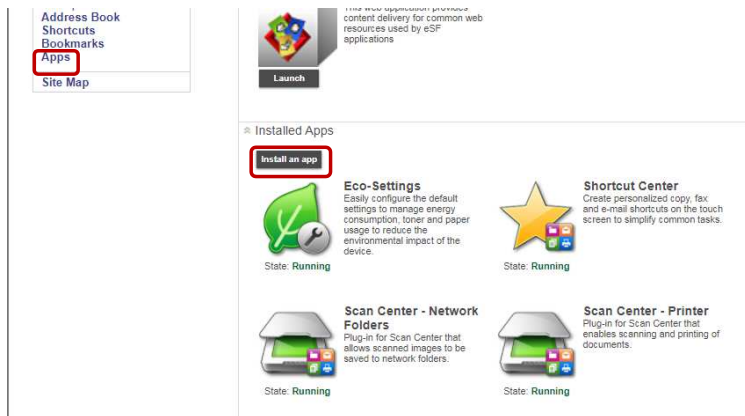 Address Book
Shortcuts
Bookmarks
Apps
Site Map
This web application provides
content delivery for common web
resources used by eSF
applications
Launch
Installed Apps
Install an app
Eco-Settings
Easily configure the default
settings to manage energy
consumption, toner and paper
usage to reduce the
environmental impact of the
device.
State: Running
Shortcut Center
Create personalized copy, fax
and e-mail shortcuts on the touch
screen to simplify common tasks.
State: Running
Scan Center - Network
Folders
Plug-in for Scan Center that
allows scanned images to be
saved to network folders.
State: Running
Scan Center - Printer
Plug-in for Scan Center that
enables scanning and printing of
documents.
State: Running